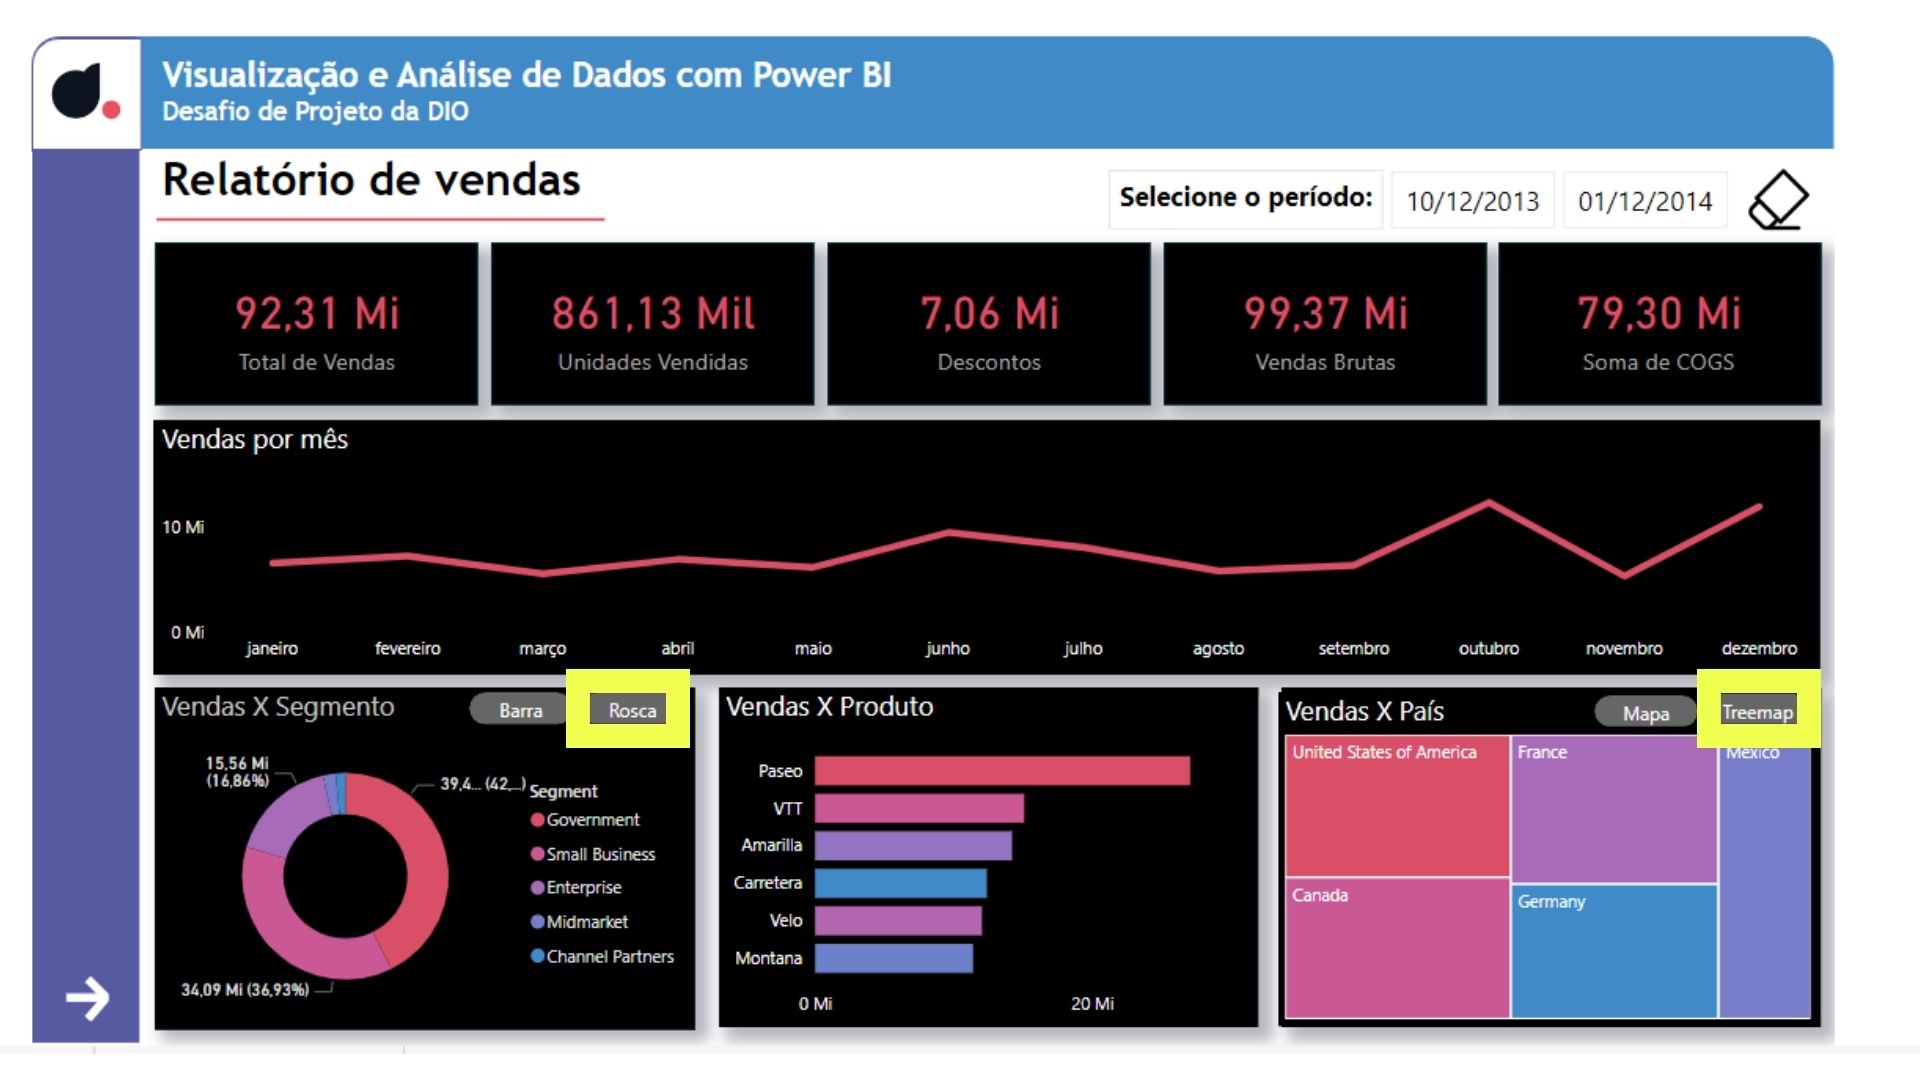 Visualização e Análise de Dados com Power BI
Desafio de Projeto da DIO
Relatório de vendas
Selecione o período:
10/12/2013
01/12/2014
92,31 Mi
Total de Vendas
861,13 Mil
Unidades Vendidas
7,06 Mi
Descontos
99,37 Mi
Vendas Brutas
79,30 Mi
Soma de COGS
Vendas por mês
10 Mi
0 Mi
janeiro fevereiro março abril maio junho julho agosto setembro outubro novembro dezembro
Vendas X Segmento
Barra
Rosca
15,56 Mi
(16,86%)
39,4... (42,...)
34,09 Mi (36,93%)
Segment
Government
Small Business
Enterprise
Midmarket
Channel Partners
Vendas X Produto
Paseo
VTT
Amarilla
Carretera
Velo
Montana
0 Mi 20 Mi
Vendas X País
Mapa
Treemap
United States of America
France
Mexico
Canada
Germany